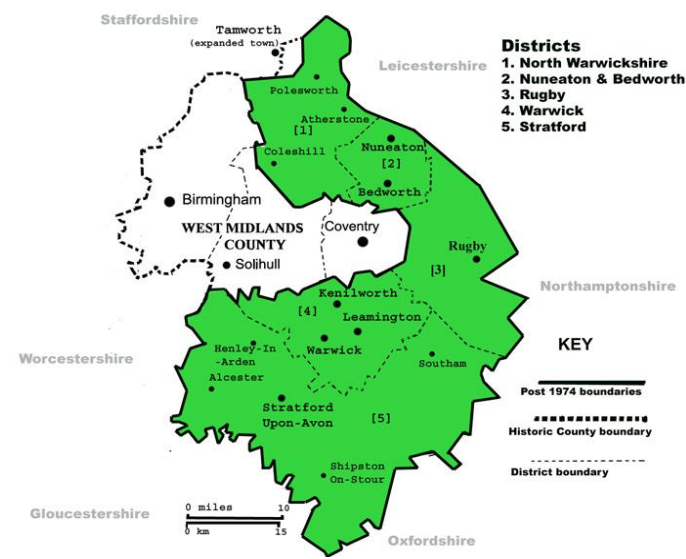 Staffordshire
Tamworth
(expanded town)
Leicestershire
Districts
1. North Warwickshire
2. Nuneaton & Bedworth
3. Rugby
4. Warwick
5. Stratford
Polesworth
Atherstone
[1]
Coleshill
Nuneaton
[2]
Bedworth
Birmingham
WEST MIDLANDS
COUNTY
Coventry
Solihull
Rugby
[3]
Northamptonshire
Kenilworth
[4]
Leamington
Warwick
Henley-In
-Arden
Alcester
Southam
Worcestershire
Stratford
Upon-Avon
[5]
Shipston
On-Stour
KEY
Post 1974 boundaries
Historic County boundary
District boundary
0 miles 10
0 km 15
Gloucestershire
Oxfordshire